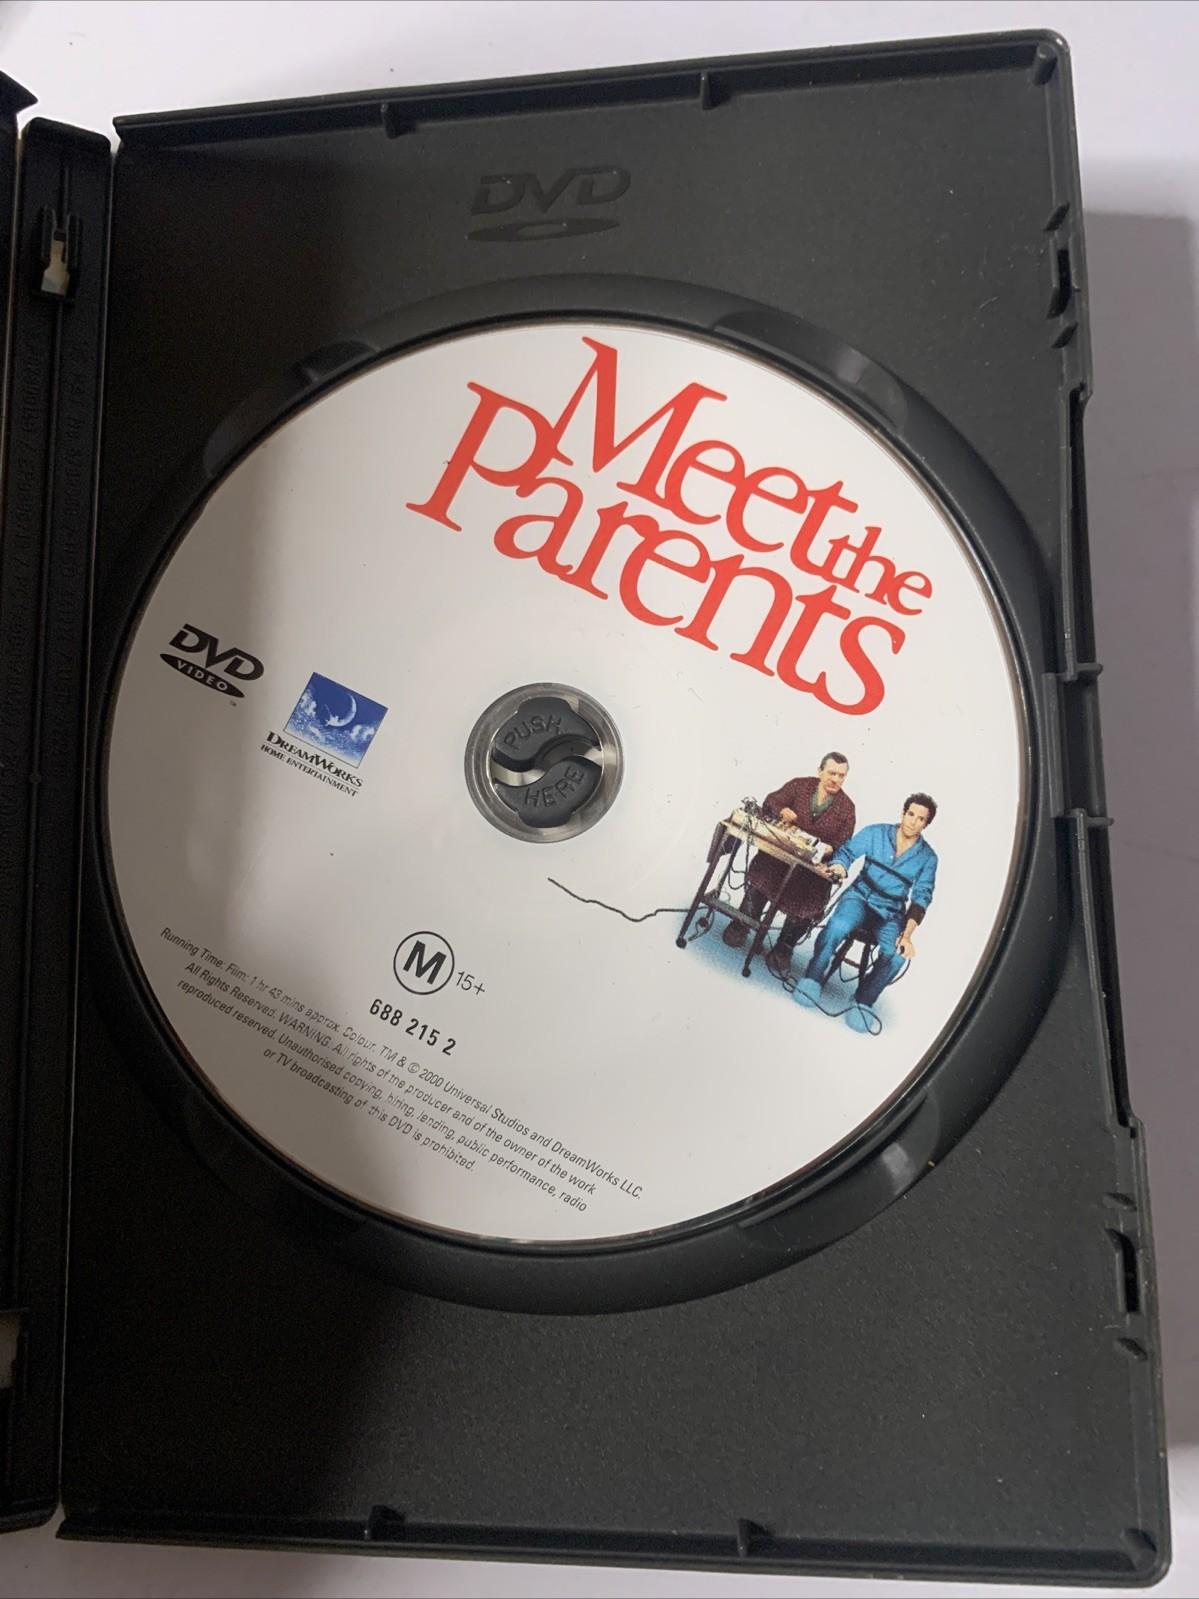 DVD
Meet the
Parents
DVD
VIDEO
TM
DREAMWORKS
HOME ENTERTAINMENT
PUSH
HERE
M 15+
688 215 2
Running Time: Film: 1 hr 43 mins approx. Colour. TM & © 2000 Universal Studios and DreamWorks LLC.
All Rights Reserved. WARNING: All rights of the producer and of the owner of the work
reproduced reserved. Unauthorised copying, hiring, lending, public performance, radio
or TV broadcasting of this DVD is prohibited.